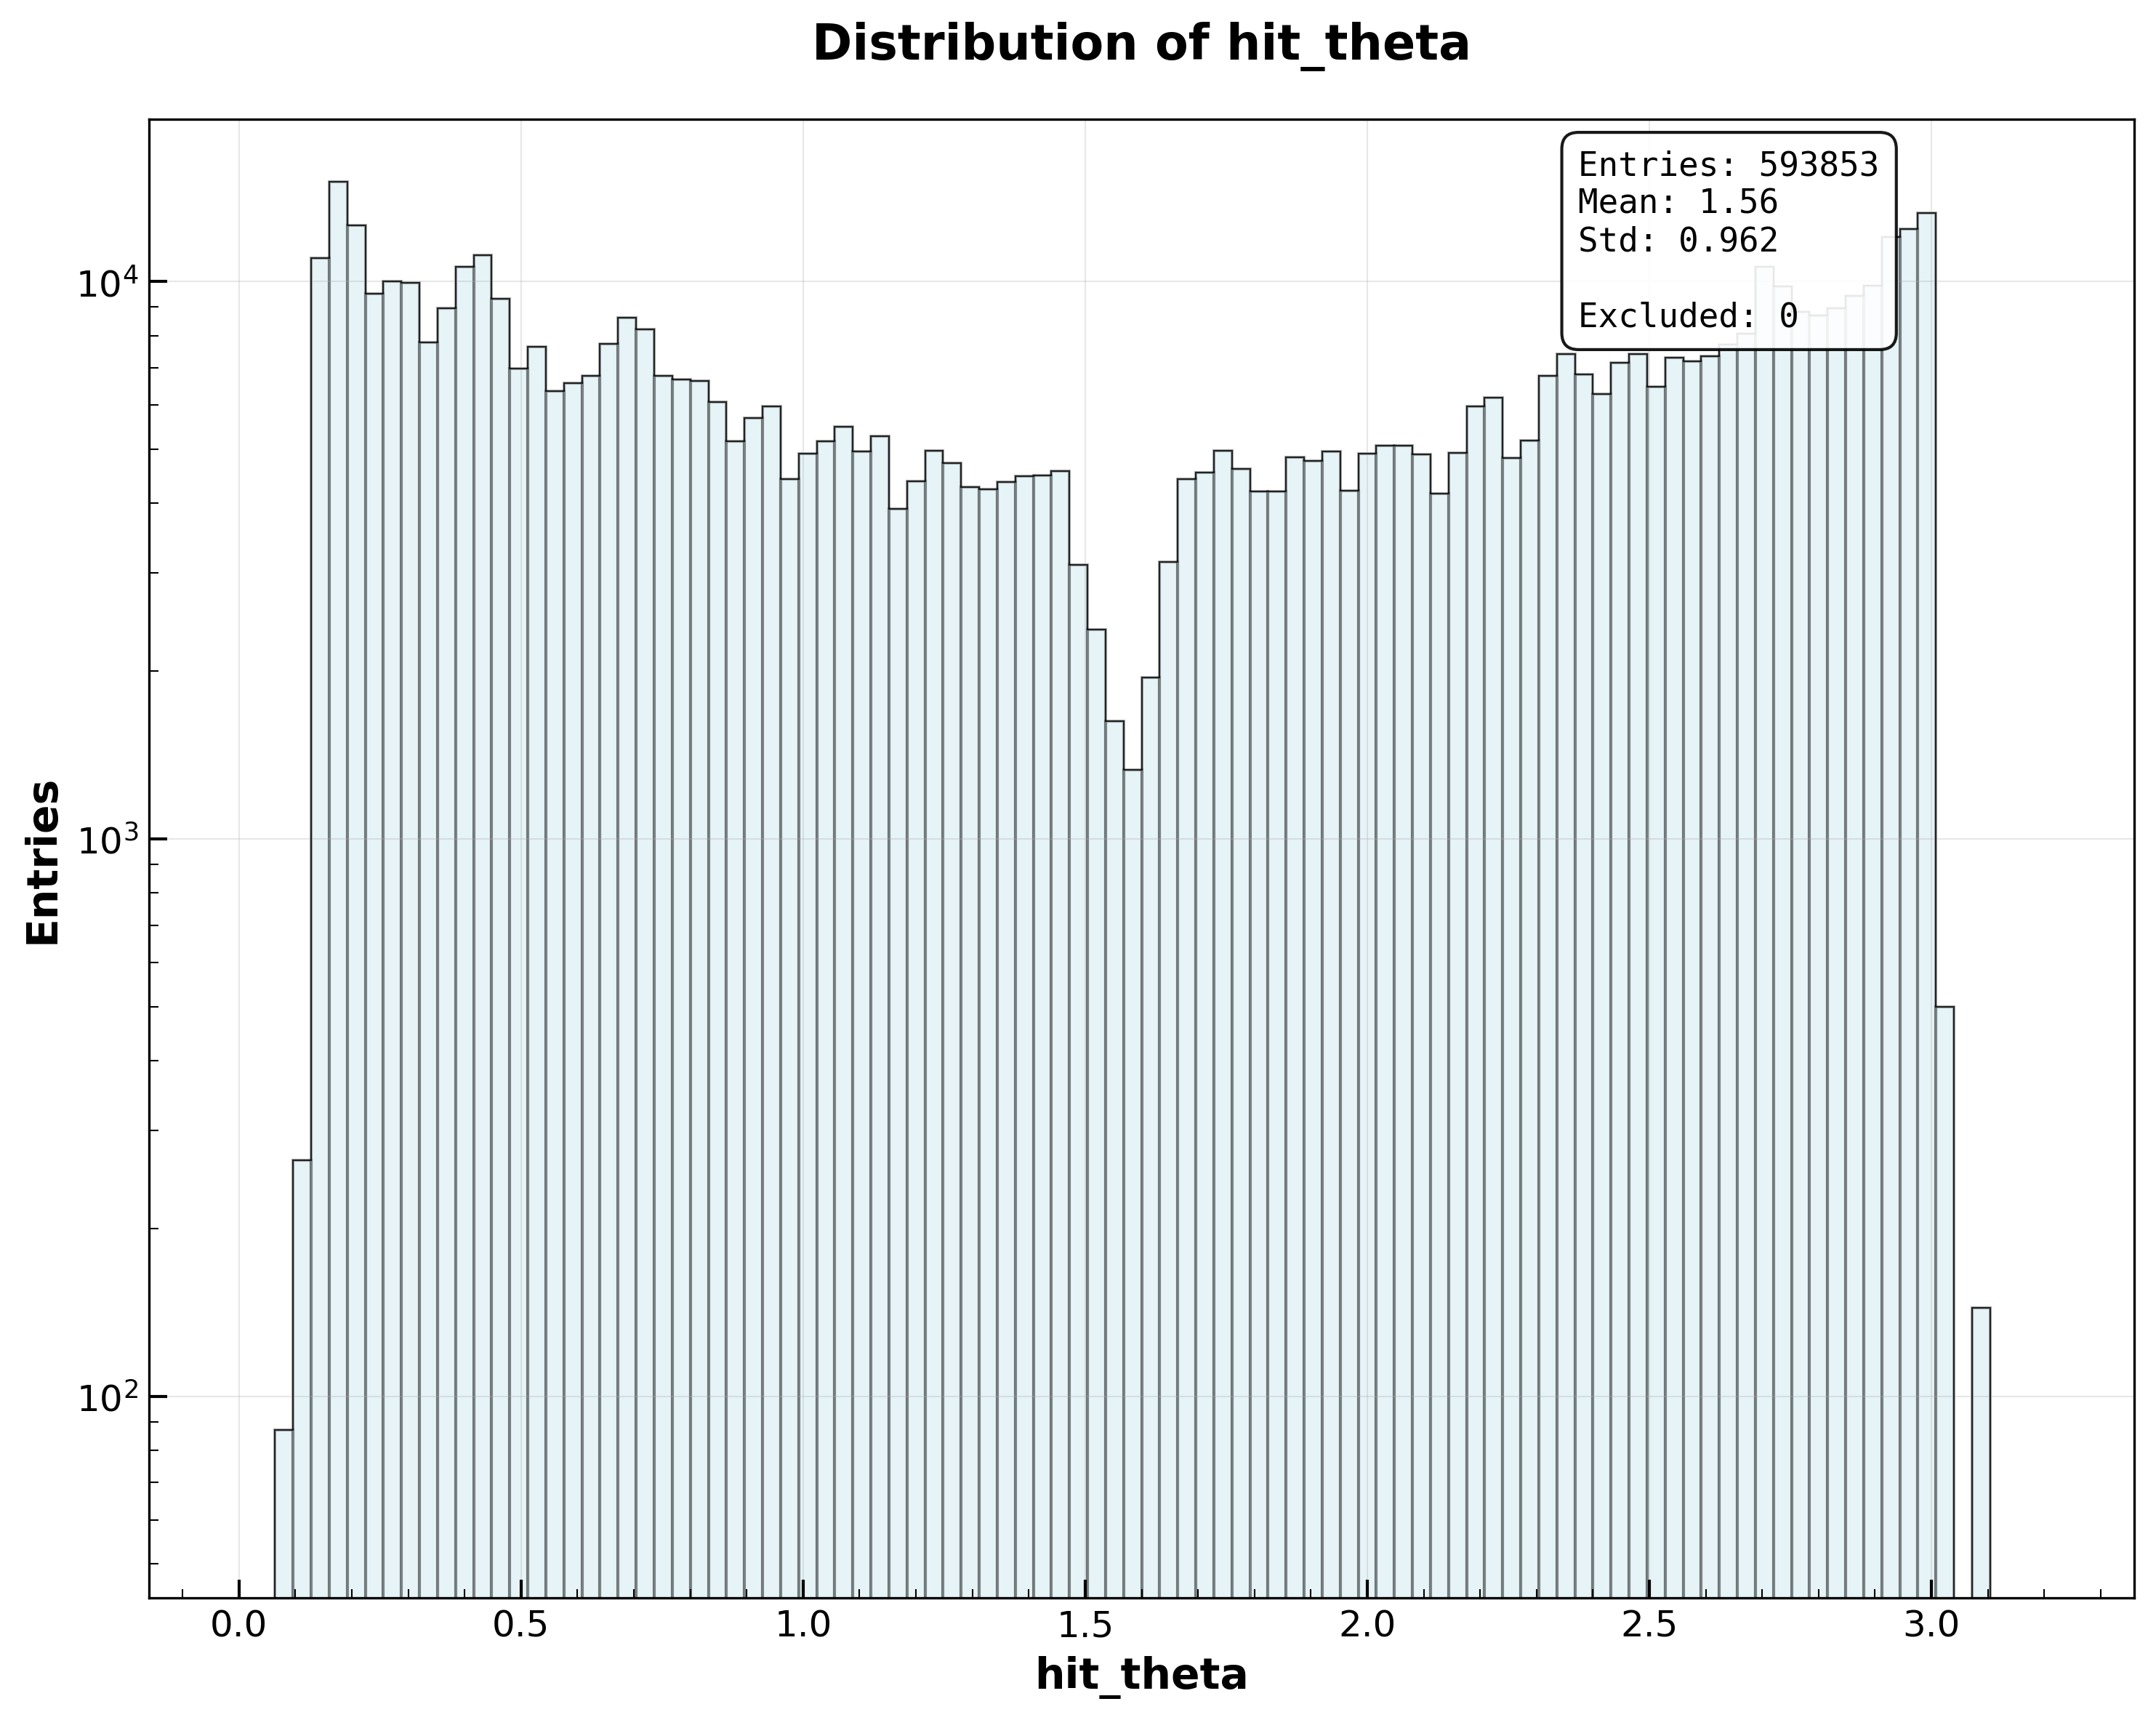 Distribution of hit_theta
Entries: 593853
Mean: 1.56
Std: 0.962
Excluded: 0
10⁴
10³
10²
Entries
0.0 0.5 1.0 1.5 2.0 2.5 3.0
hit_theta